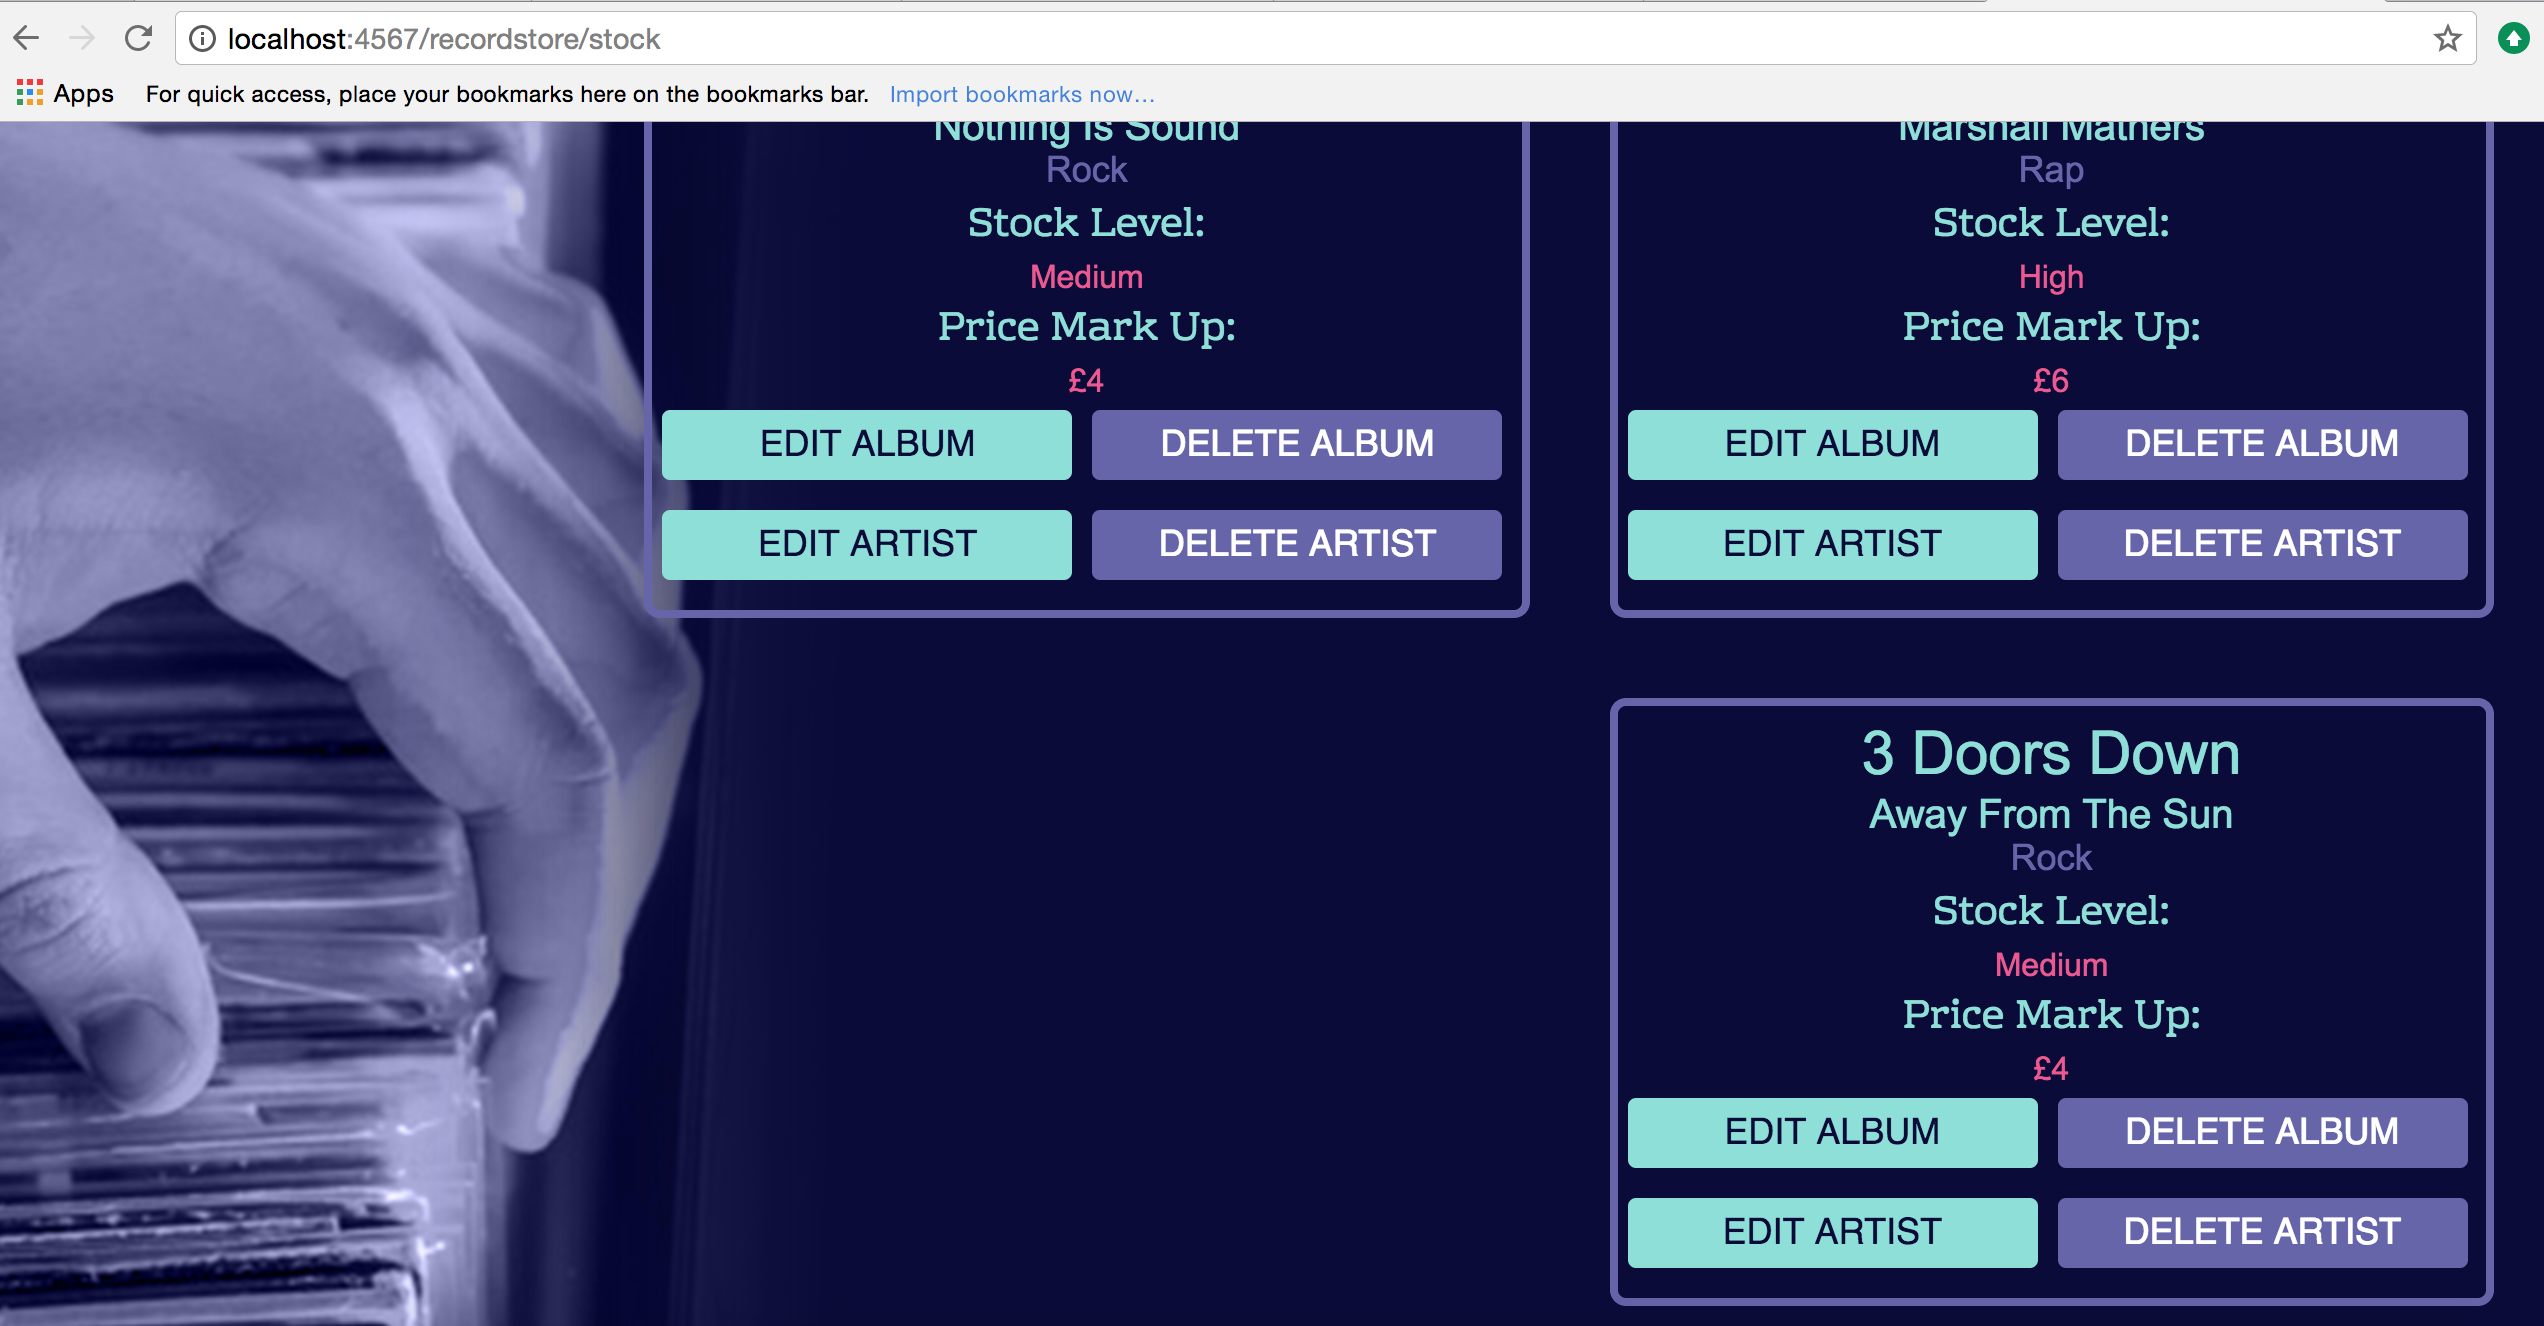 localhost:4567/recordstore/stock
Apps For quick access, place your bookmarks here on the bookmarks bar. Import bookmarks now...
Nothing Is Sound
Rock
Stock Level:
Medium
Price Mark Up:
£4
EDIT ALBUM DELETE ALBUM
EDIT ARTIST DELETE ARTIST
Marshall Mathers
Rap
Stock Level:
High
Price Mark Up:
£6
EDIT ALBUM DELETE ALBUM
EDIT ARTIST DELETE ARTIST
3 Doors Down
Away From The Sun
Rock
Stock Level:
Medium
Price Mark Up:
£4
EDIT ALBUM DELETE ALBUM
EDIT ARTIST DELETE ARTIST